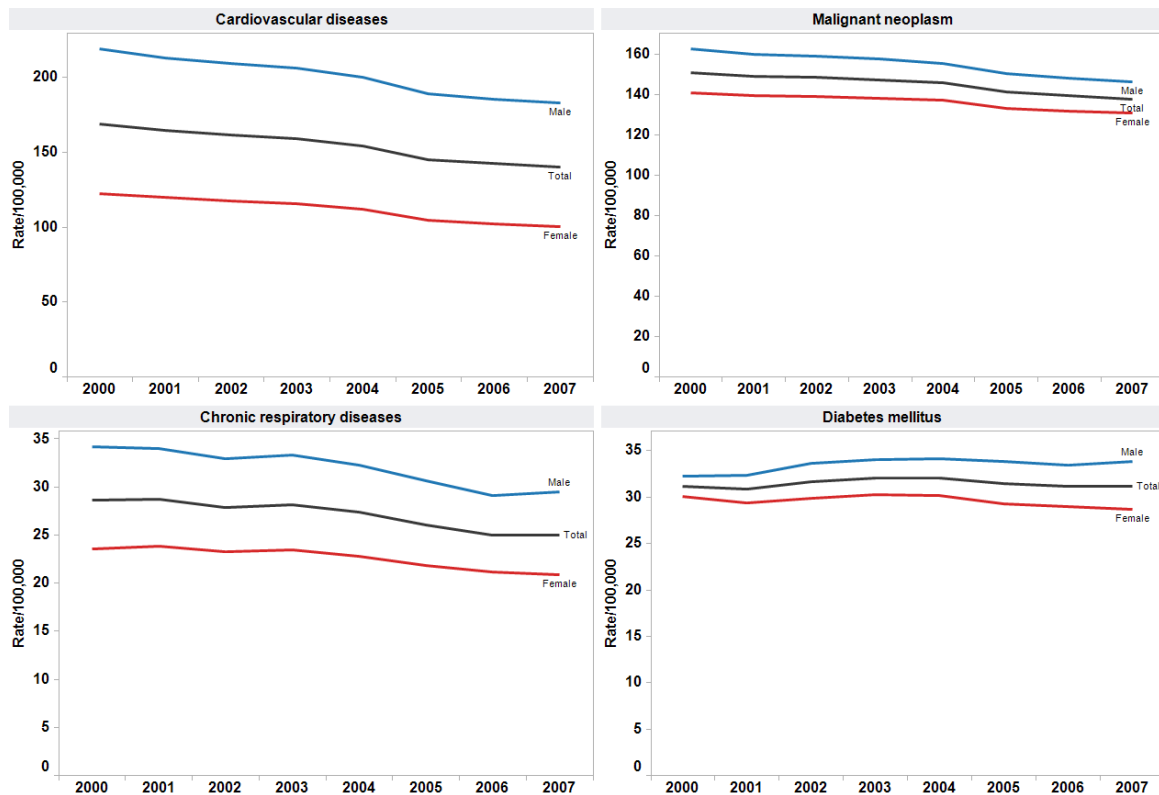 Cardiovascular diseases
Rate/100,000
200
150
100
50
0
Male
Total
Female
2000 2001 2002 2003 2004 2005 2006 2007
Malignant neoplasm
Rate/100,000
160
140
120
100
80
60
40
20
0
Male
Total
Female
2000 2001 2002 2003 2004 2005 2006 2007
Chronic respiratory diseases
Rate/100,000
35
30
25
20
15
10
5
0
Male
Total
Female
2000 2001 2002 2003 2004 2005 2006 2007
Diabetes mellitus
Rate/100,000
35
30
25
20
15
10
5
0
Male
Total
Female
2000 2001 2002 2003 2004 2005 2006 2007